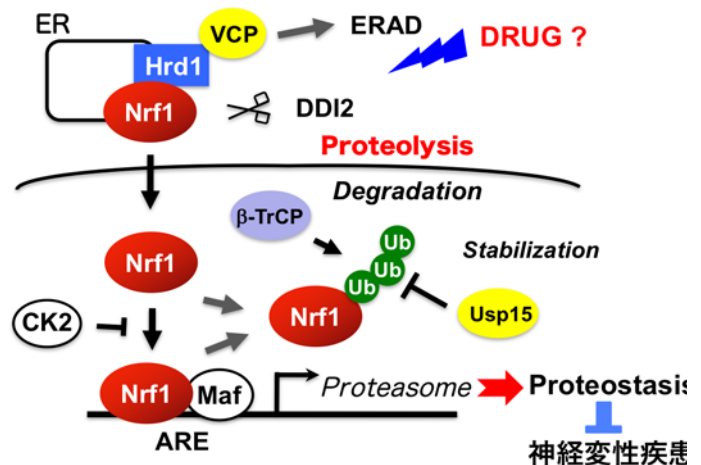 ER
VCP
ERAD
DRUG ?
Hrd1
Nrf1
DDI2
Proteolysis
Degradation
β-TrCP
Ub
Ub
Ub
Stabilization
Nrf1
Nrf1
Usp15
CK2
Nrf1
Maf
Proteasome
Proteostasis
ARE
神経変性疾患